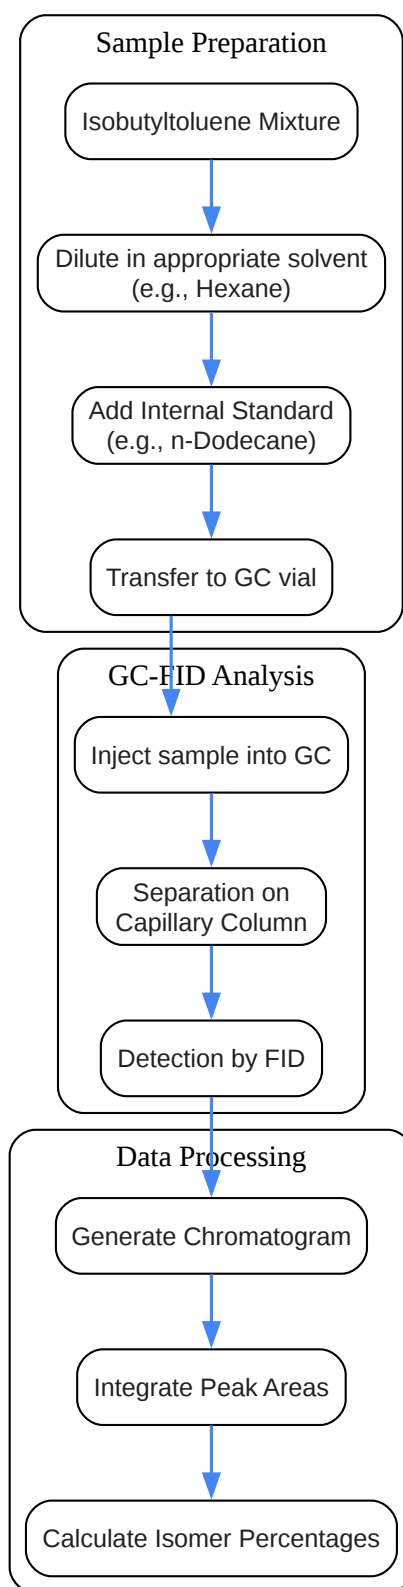 Sample Preparation
Isobutyltoluene Mixture
Dilute in appropriate solvent
(e.g., Hexane)
Add Internal Standard
(e.g., n-Dodecane)
Transfer to GC vial
GC-FID Analysis
Inject sample into GC
Separation on
Capillary Column
Detection by FID
Data Processing
Generate Chromatogram
Integrate Peak Areas
Calculate Isomer Percentages